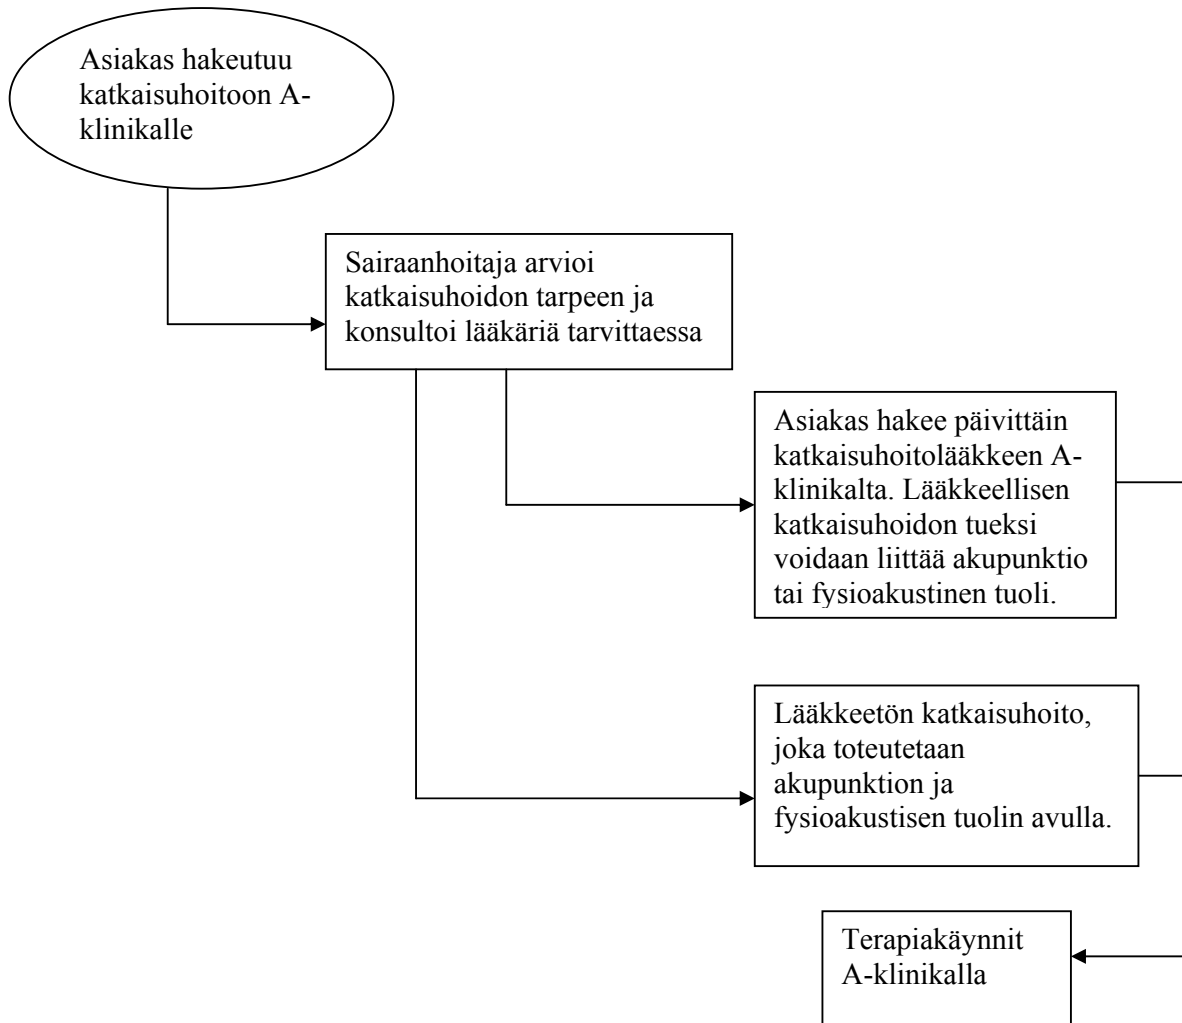 Asiakas hakeutuu
katkaisuhoitoon A-
klinikalle
Sairaanhoitaja arvioi
katkaisuhoidon tarpeen ja
konsultoi lääkäriä tarvittaessa
Asiakas hakee päivittäin
katkaisuhoitolääkkeen A-
klinikalta. Lääkkeellisen
katkaisuhoidon tueksi
voidaan liittää akupunktio
tai fysioakustinen tuoli.
Lääkkeetön katkaisuhoito,
joka toteutetaan
akupunktion ja
fysioakustisen tuolin avulla.
Terapiakäynnit
A-klinikalla